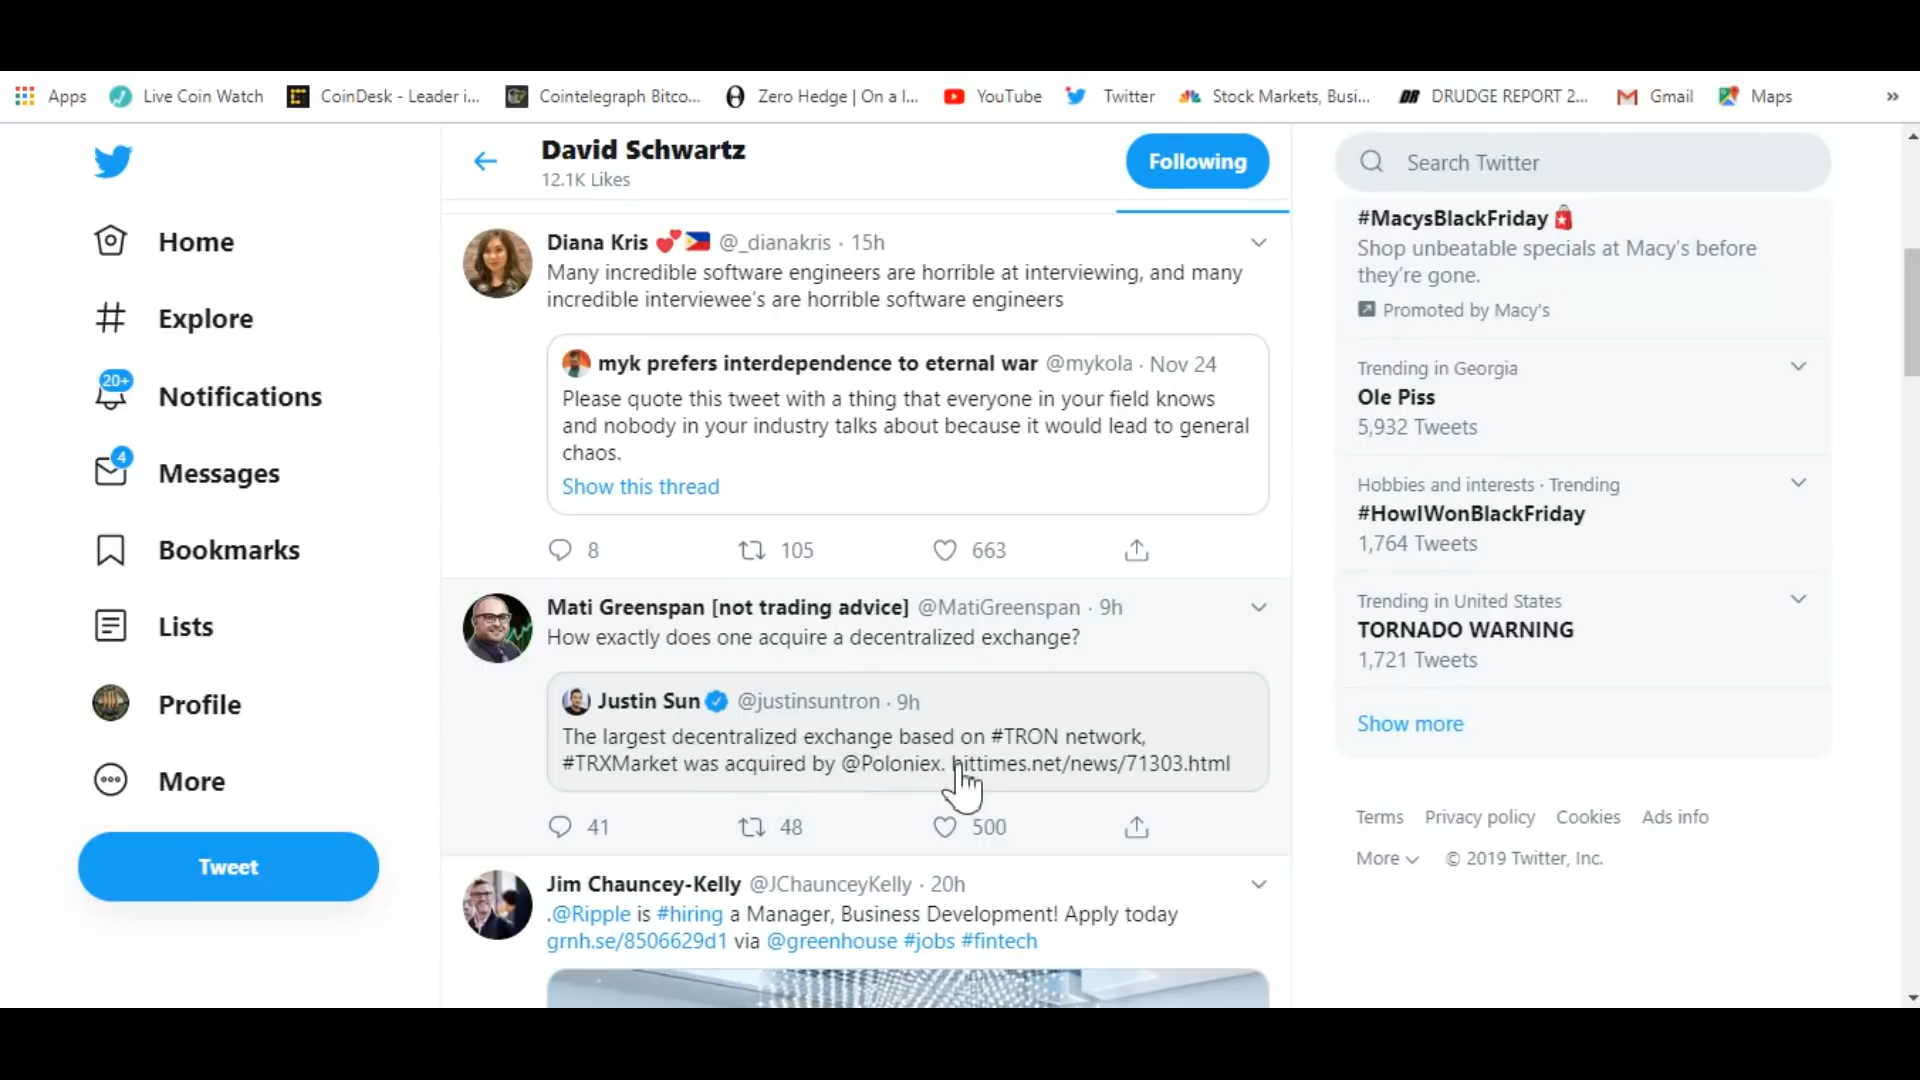 Apps
Live Coin Watch
CoinDesk - Leader i...
Cointelegraph Bitco...
Zero Hedge | On a l...
YouTube
Twitter
Stock Markets, Busi...
DRUDGE REPORT 2...
Gmail
Maps
»
Home
Explore
20+
Notifications
4
Messages
Bookmarks
Lists
Profile
More
Tweet
David Schwartz
12.1K Likes
Following
Diana Kris 💕🇵🇭 @_dianakris · 15h
Many incredible software engineers are horrible at interviewing, and many
incredible interviewee's are horrible software engineers
myk prefers interdependence to eternal war @mykola · Nov 24
Please quote this tweet with a thing that everyone in your field knows
and nobody in your industry talks about because it would lead to general
chaos.
Show this thread
8 105 663
Mati Greenspan [not trading advice] @MatiGreenspan · 9h
How exactly does one acquire a decentralized exchange?
Justin Sun @justinsuntron · 9h
The largest decentralized exchange based on #TRON network,
#TRXMarket was acquired by @Poloniex. bittimes.net/news/71303.html
41 48 500
Jim Chauncey-Kelly @JChaunceyKelly · 20h
.@Ripple is #hiring a Manager, Business Development! Apply today
grnh.se/8506629d1 via @greenhouse #jobs #fintech
Search Twitter
#MacysBlackFriday
Shop unbeatable specials at Macy's before
they're gone.
Promoted by Macy's
Trending in Georgia
Ole Piss
5,932 Tweets
Hobbies and interests · Trending
#HowIWonBlackFriday
1,764 Tweets
Trending in United States
TORNADO WARNING
1,721 Tweets
Show more
Terms Privacy policy Cookies Ads info
More © 2019 Twitter, Inc.